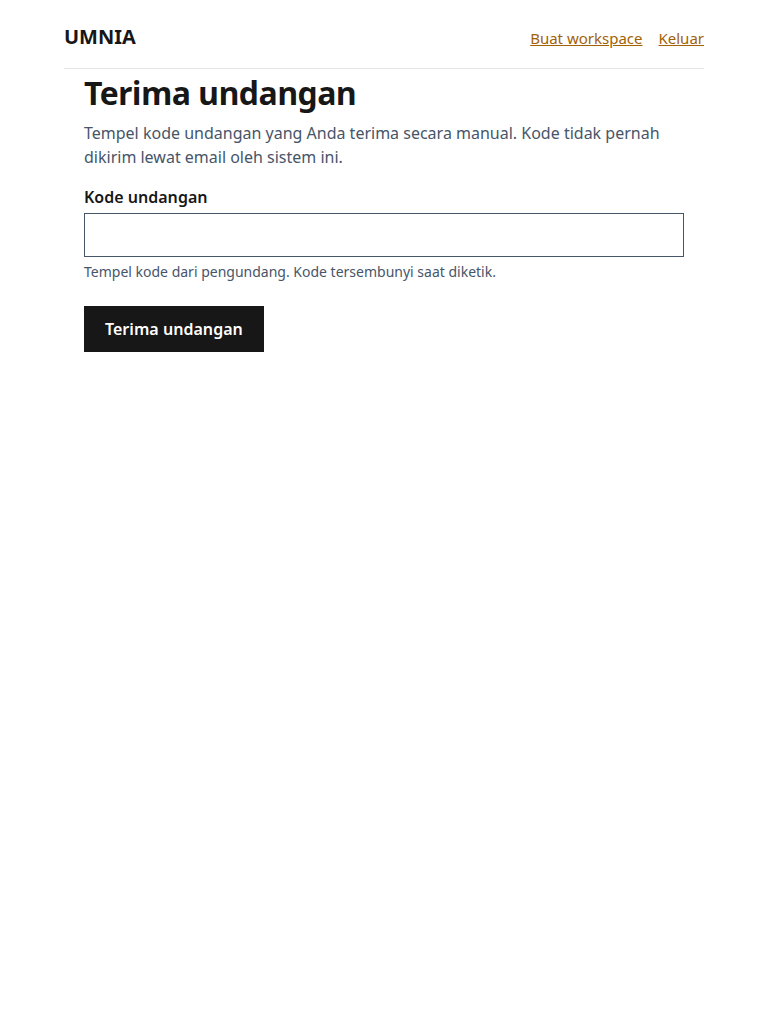 UMNIA
Buat workspace Keluar
Terima undangan
Tempel kode undangan yang Anda terima secara manual. Kode tidak pernah
dikirim lewat email oleh sistem ini.
Kode undangan
Tempel kode dari pengundang. Kode tersembunyi saat diketik.
Terima undangan